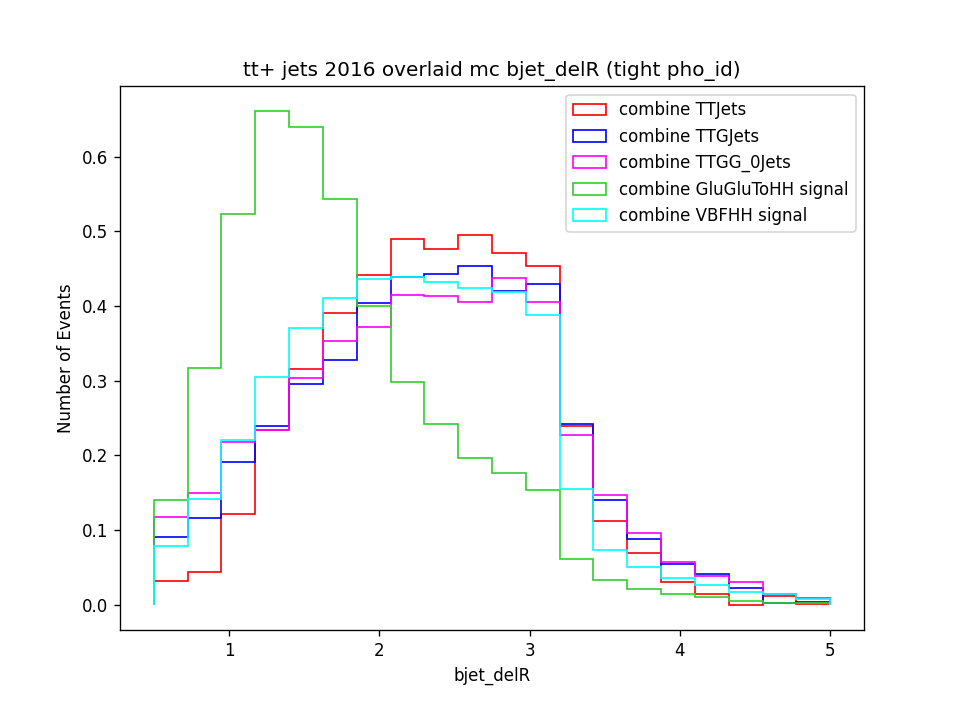 tt+ jets 2016 overlaid mc bjet_delR (tight pho_id)
combine TTJets
combine TTGJets
combine TTGG_0Jets
combine GluGluToHH signal
combine VBFHH signal
Number of Events
0.6
0.5
0.4
0.3
0.2
0.1
0.0
1 2 3 4 5
bjet_delR